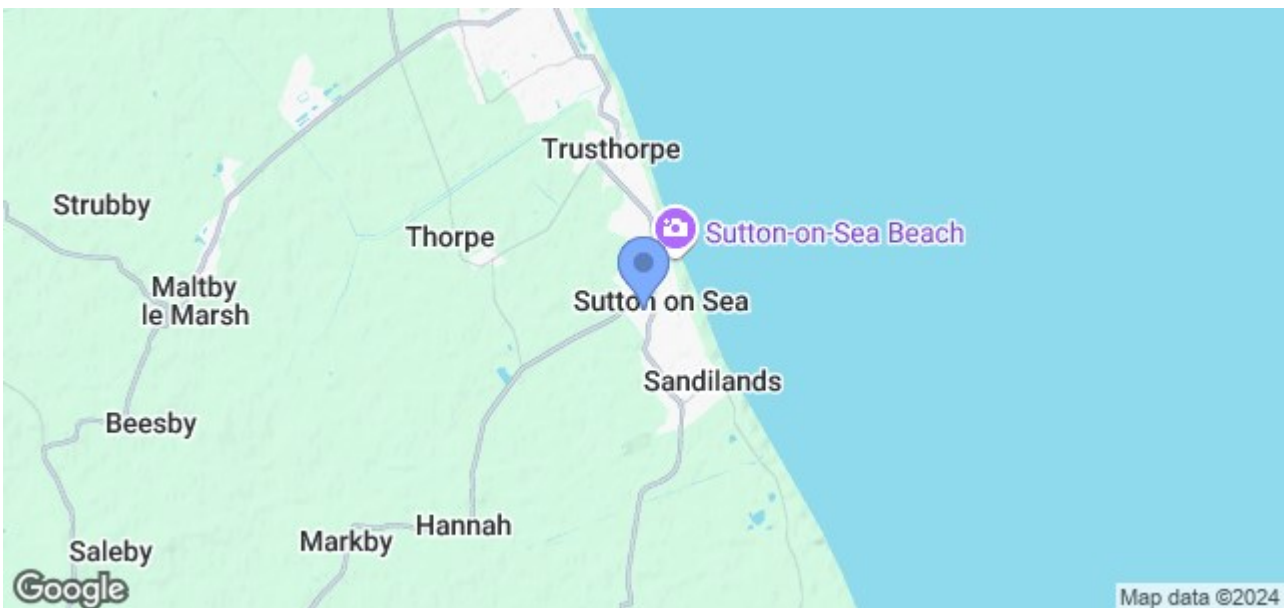 Trusthorpe
Strubby
Sutton-on-Sea Beach
Thorpe
Maltby
le Marsh
Sutton on Sea
Sandilands
Beesby
Hannah
Markby
Saleby
Google
Map data ©2024